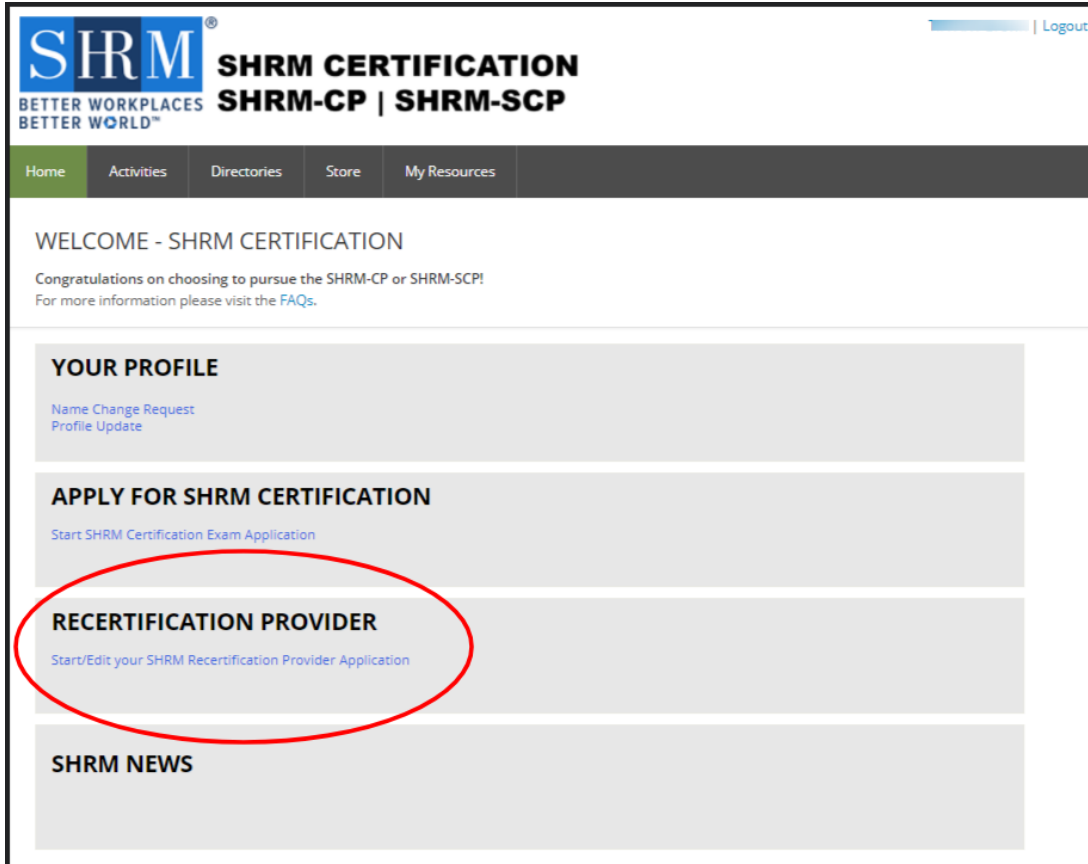 SHRM®
BETTER WORKPLACES
BETTER WORLD™
SHRM CERTIFICATION
SHRM-CP | SHRM-SCP
| Logout
Home Activities Directories Store My Resources
WELCOME - SHRM CERTIFICATION
Congratulations on choosing to pursue the SHRM-CP or SHRM-SCP!
For more information please visit the FAQs.
YOUR PROFILE
Name Change Request
Profile Update
APPLY FOR SHRM CERTIFICATION
Start SHRM Certification Exam Application
RECERTIFICATION PROVIDER
Start/Edit your SHRM Recertification Provider Application
SHRM NEWS